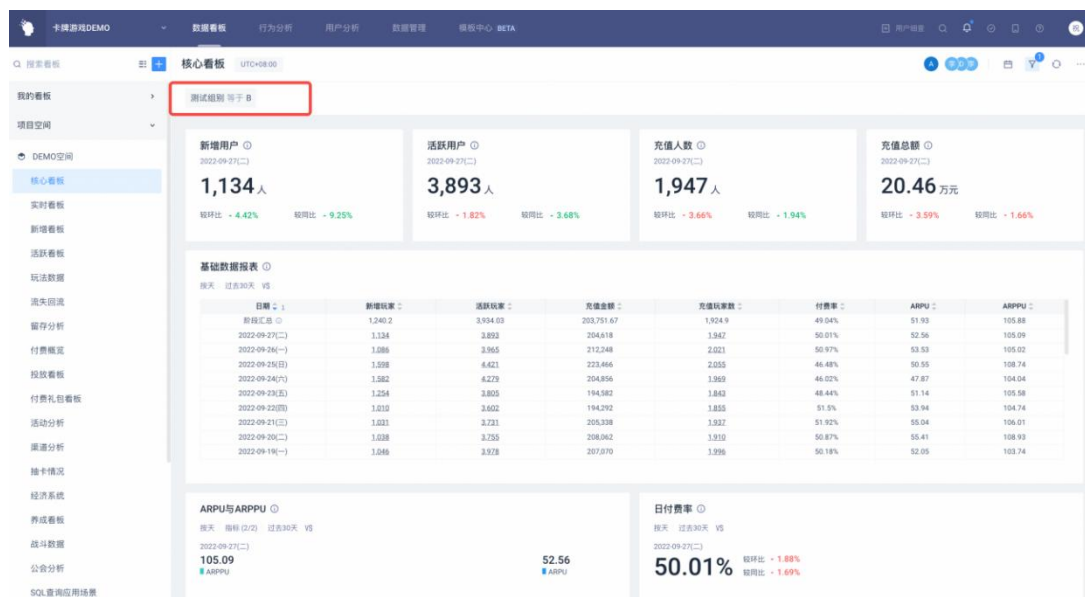 卡牌游戏DEMO 数据看板 行为分析 用户分析 数据管理 模板中心 BETA
搜索看板 核心看板 UTC+08:00
我的看板
测试组别 等于 B
项目空间
DEMO空间
核心看板
实时看板
新增看板
活跃看板
玩法数据
流失回流
留存分析
付费概览
投放看板
付费礼包看板
活动分析
渠道分析
抽卡情况
经济系统
养成看板
战斗数据
公会分析
SQL查询应用场景
新增用户
2022-09-27(二)
1,134 人
较环比 4.42% 较同比 9.25%
活跃用户
2022-09-27(二)
3,893 人
较环比 1.82% 较同比 3.68%
充值人数
2022-09-27(二)
1,947 人
较环比 3.66% 较同比 1.94%
充值总额
2022-09-27(二)
20.46 万元
较环比 3.59% 较同比 1.66%
基础数据报表
按天 过去30天
日期 新增玩家 活跃玩家 充值金额 充值玩家数 付费率 ARPU ARPPU
阶段汇总 1,240.2 3,934.03 203,751.67 1,924.9 49.04% 51.93 105.88
2022-09-27(二) 1,134 3,893 204,618 1,947 50.01% 52.56 105.09
2022-09-26(一) 1,086 3,965 212,248 2,021 50.97% 53.53 105.02
2022-09-25(日) 1,598 4,421 223,466 2,055 46.48% 50.55 108.74
2022-09-24(六) 1,582 4,279 204,856 1,969 46.02% 47.87 104.04
2022-09-23(五) 1,254 3,805 194,582 1,843 48.44% 51.14 105.58
2022-09-22(四) 1,010 3,602 194,292 1,855 51.5% 53.94 104.74
2022-09-21(三) 1,031 3,731 205,338 1,937 51.92% 55.04 106.01
2022-09-20(二) 1,038 3,755 208,062 1,910 50.87% 55.41 108.93
2022-09-19(一) 1,046 3,978 207,070 1,996 50.18% 52.05 103.74
ARPU与ARPPU
按天 指标 (2/2) 过去30天
2022-09-27(二)
105.09 52.56
ARPPU ARPU
日付费率
按天 过去30天
2022-09-27(二)
50.01% 较环比 1.88%
较同比 1.69%